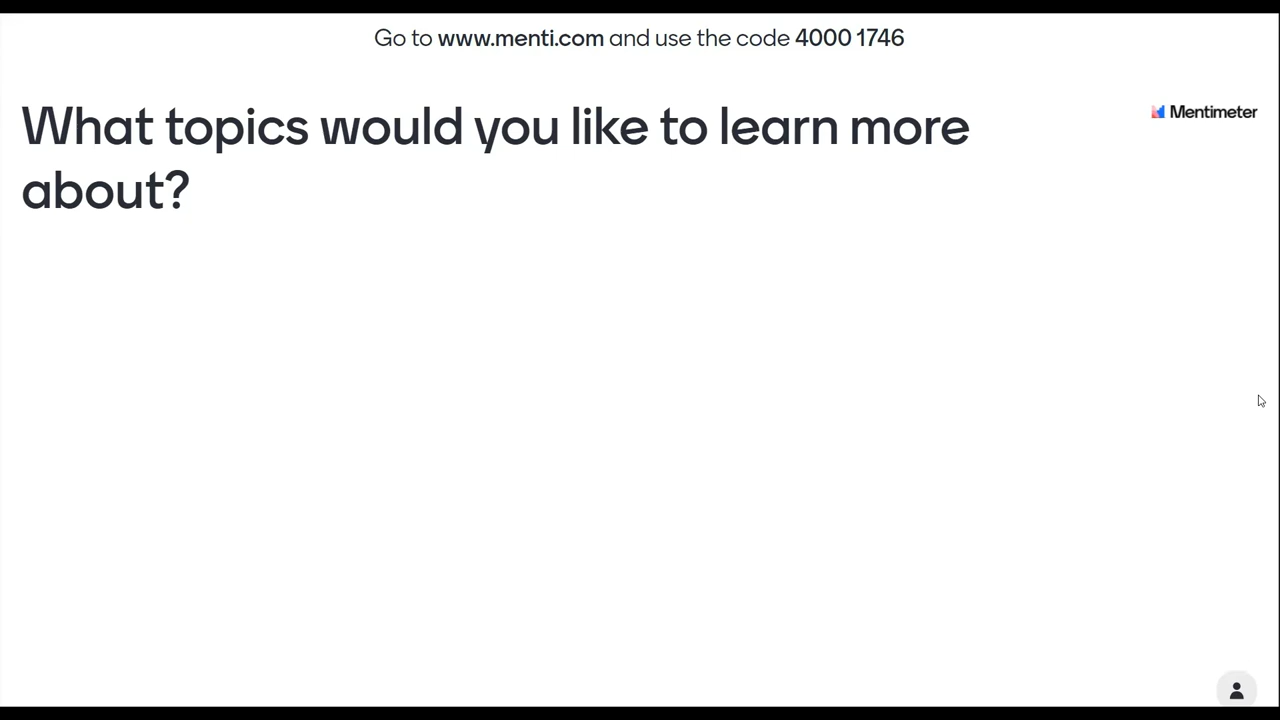 Go to www.menti.com and use the code 4000 1746
What topics would you like to learn more
about?
Mentimeter